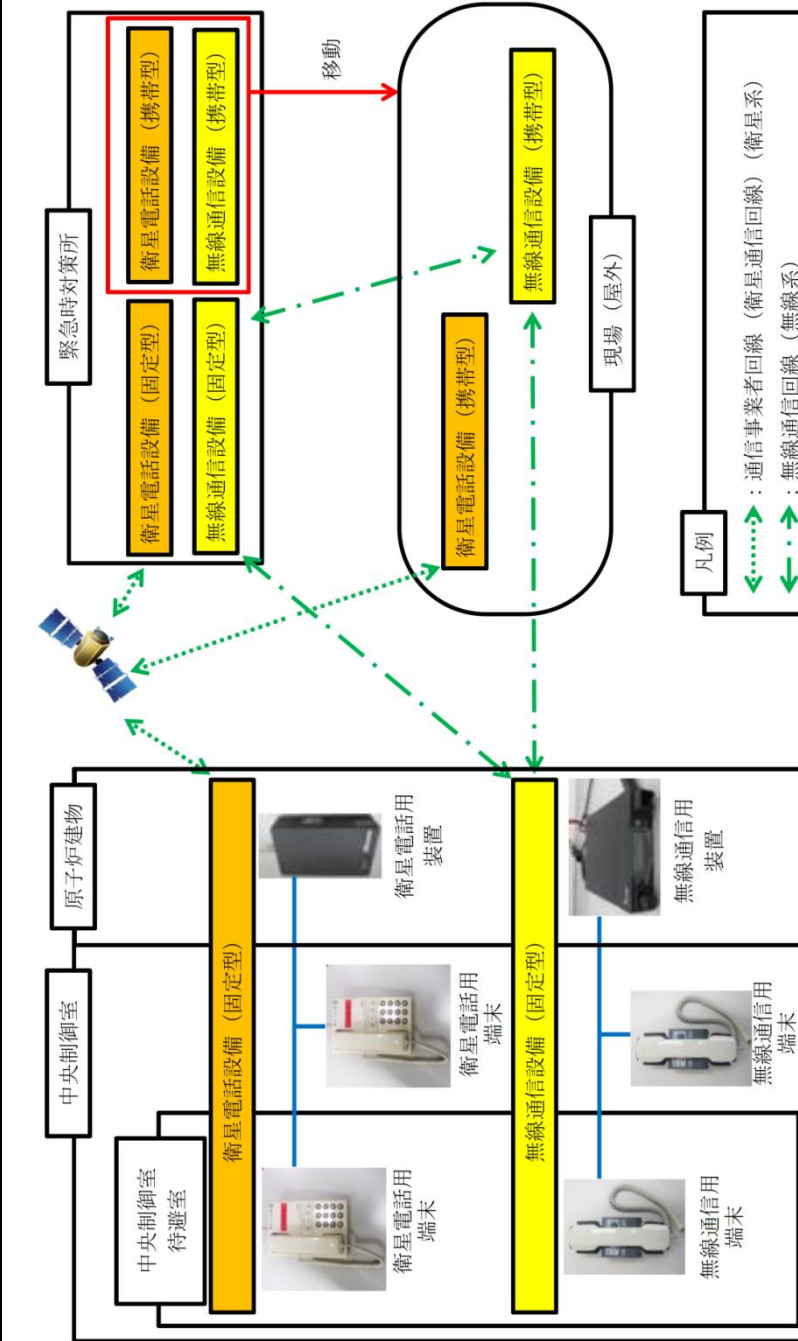 中央制御室
原子炉建物
中央制御室
待避室
衛星電話設備（固定型）
衛星電話用
端末
衛星電話用
端末
衛星電話用
装置
無線通信設備（固定型）
無線通信用
端末
無線通信用
端末
無線通信用
装置
緊急時対策所
衛星電話設備（固定型）
衛星電話設備（携帯型）
無線通信設備（固定型）
無線通信設備（携帯型）
移動
衛星電話設備（携帯型）
無線通信設備（携帯型）
現場（屋外）
凡例
：通信事業者回線（衛星通信回線）（衛星系）
：無線通信回線（無線系）